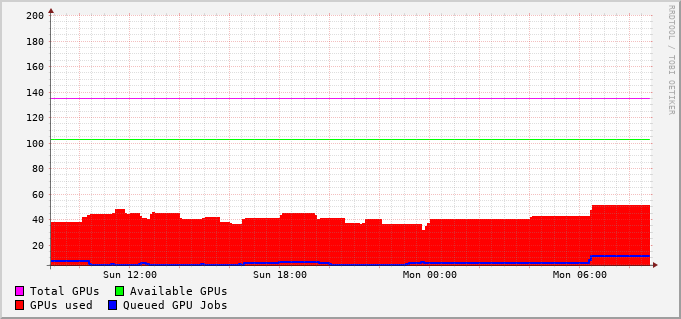 200
180
160
140
120
100
80
60
40
20
Sun 12:00 Sun 18:00 Mon 00:00 Mon 06:00
Total GPUs Available GPUs
GPUs used Queued GPU Jobs
RRDTOOL / TOBI OETIKER